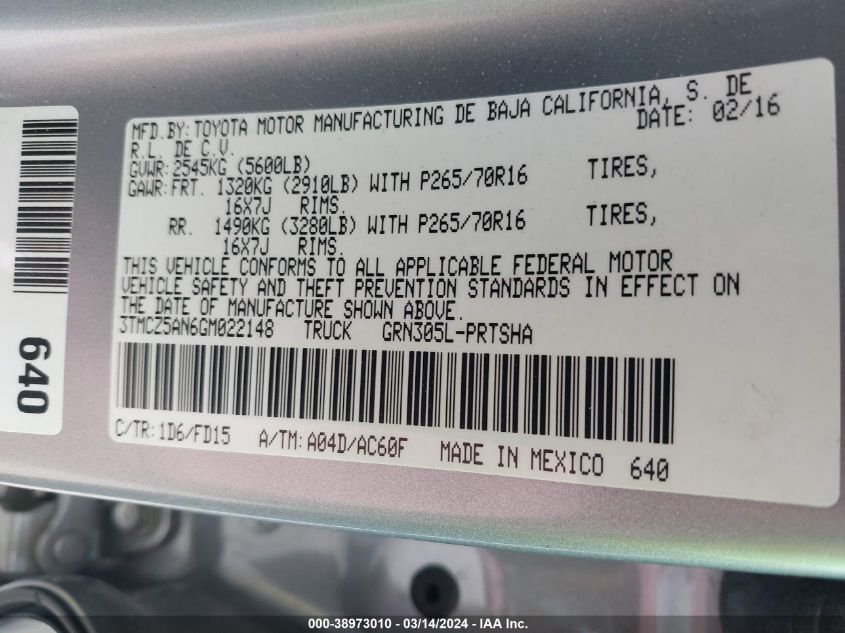 MFD.BY: TOYOTA MOTOR MANUFACTURING DE BAJA CALIFORNIA, S. DE
R.L. DE C.V. DATE: 02/16
GVWR: 2545KG (5600LB)
GAWR: FRT. 1320KG (2910LB) WITH P265/70R16 TIRES,
16X7J RIMS.
RR. 1490KG (3280LB) WITH P265/70R16 TIRES,
16X7J RIMS.
THIS VEHICLE CONFORMS TO ALL APPLICABLE FEDERAL MOTOR
VEHICLE SAFETY AND THEFT PREVENTION STANDARDS IN EFFECT ON
THE DATE OF MANUFACTURE SHOWN ABOVE.
3TMCZ5AN6GM022148 TRUCK GRN305L-PRTSHA
C/TR: 1D6/FD15 A/TM: A04D/AC60F MADE IN MEXICO 640
640
000-38973010 - 03/14/2024 - IAA Inc.